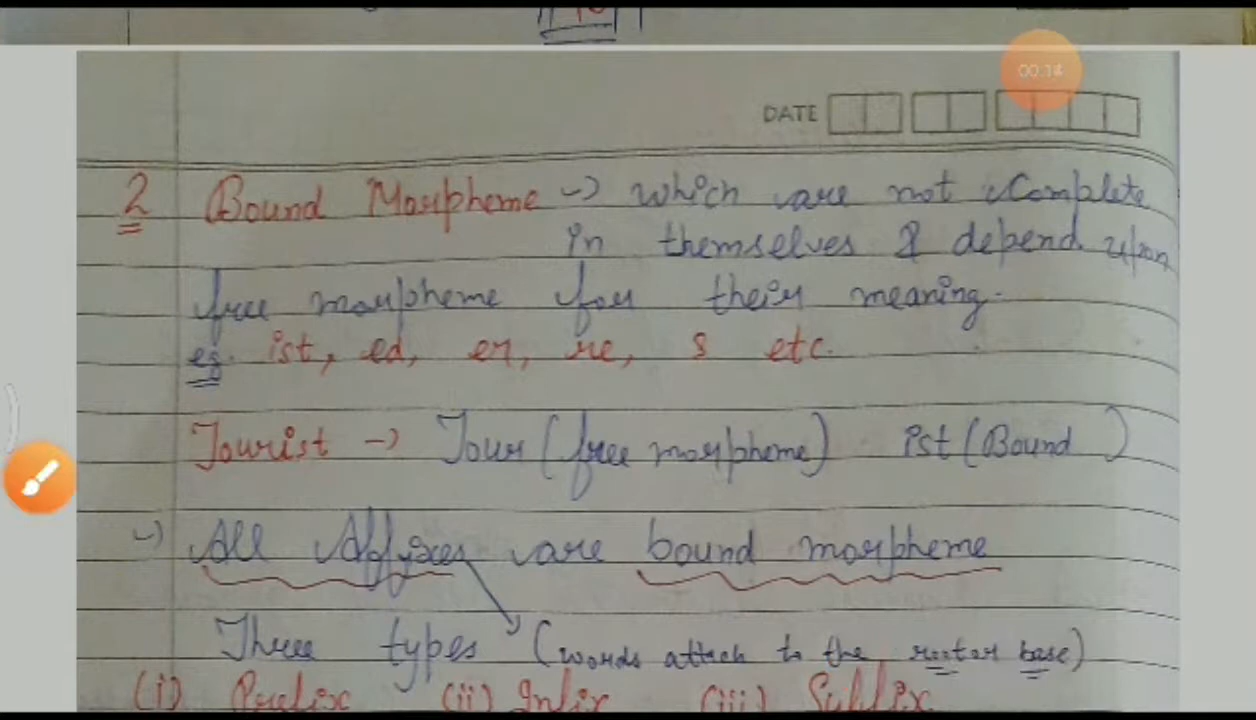 00:14
DATE
2 Bound Morpheme -> which are not Complete
in themselves & depend upon
free morpheme for their meaning.
eg. ist, ed, er, re, s etc.
Tourist -> Tour (free morpheme) ist (Bound )
-> All Affixes are bound morpheme
Three types (words attach to the root or base)
(i) Prefix (ii) Infix (iii) Suffix